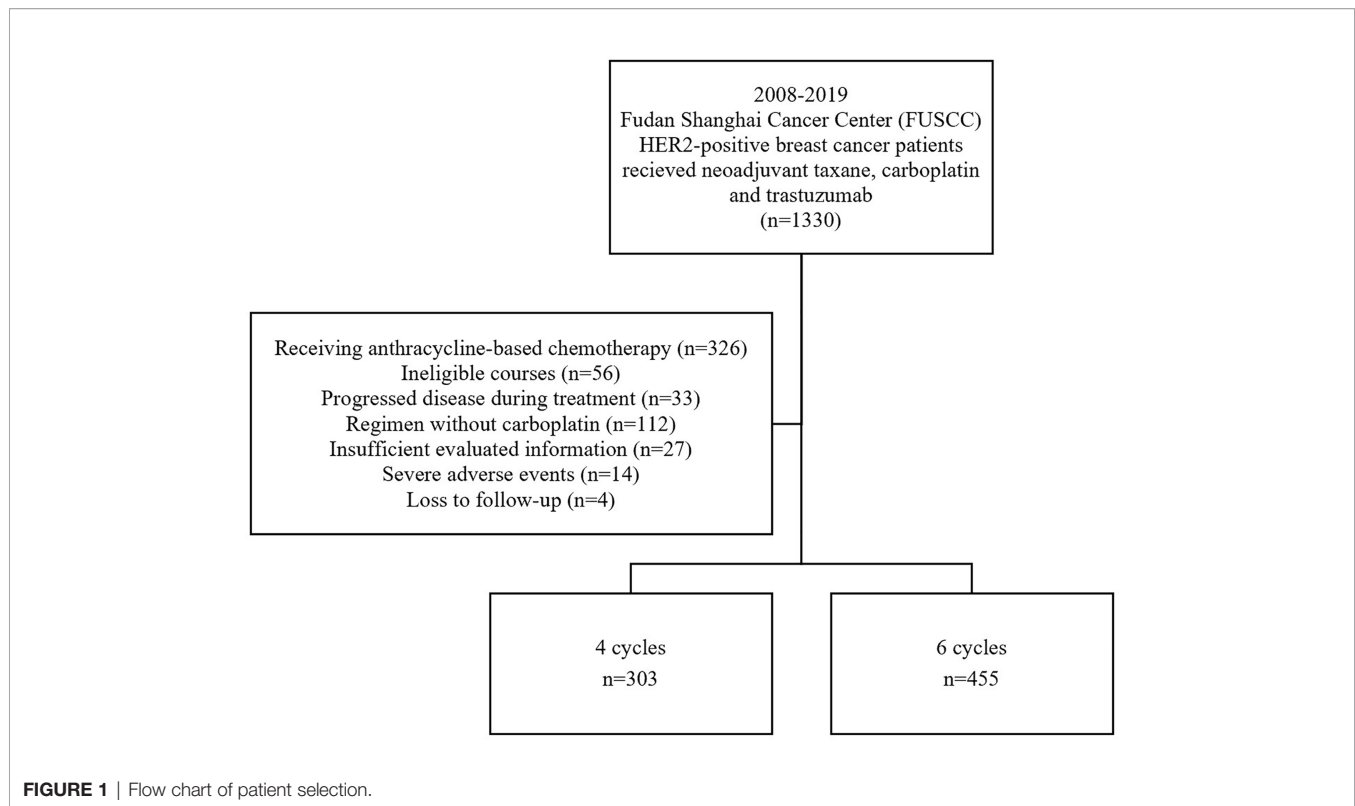 2008-2019
Fudan Shanghai Cancer Center (FUSCC)
HER2-positive breast cancer patients
recieved neoadjuvant taxane, carboplatin
and trastuzumab
(n=1330)
Receiving anthracycline-based chemotherapy (n=326)
Ineligible courses (n=56)
Progressed disease during treatment (n=33)
Regimen without carboplatin (n=112)
Insufficient evaluated information (n=27)
Severe adverse events (n=14)
Loss to follow-up (n=4)
4 cycles
n=303
6 cycles
n=455
FIGURE 1 | Flow chart of patient selection.